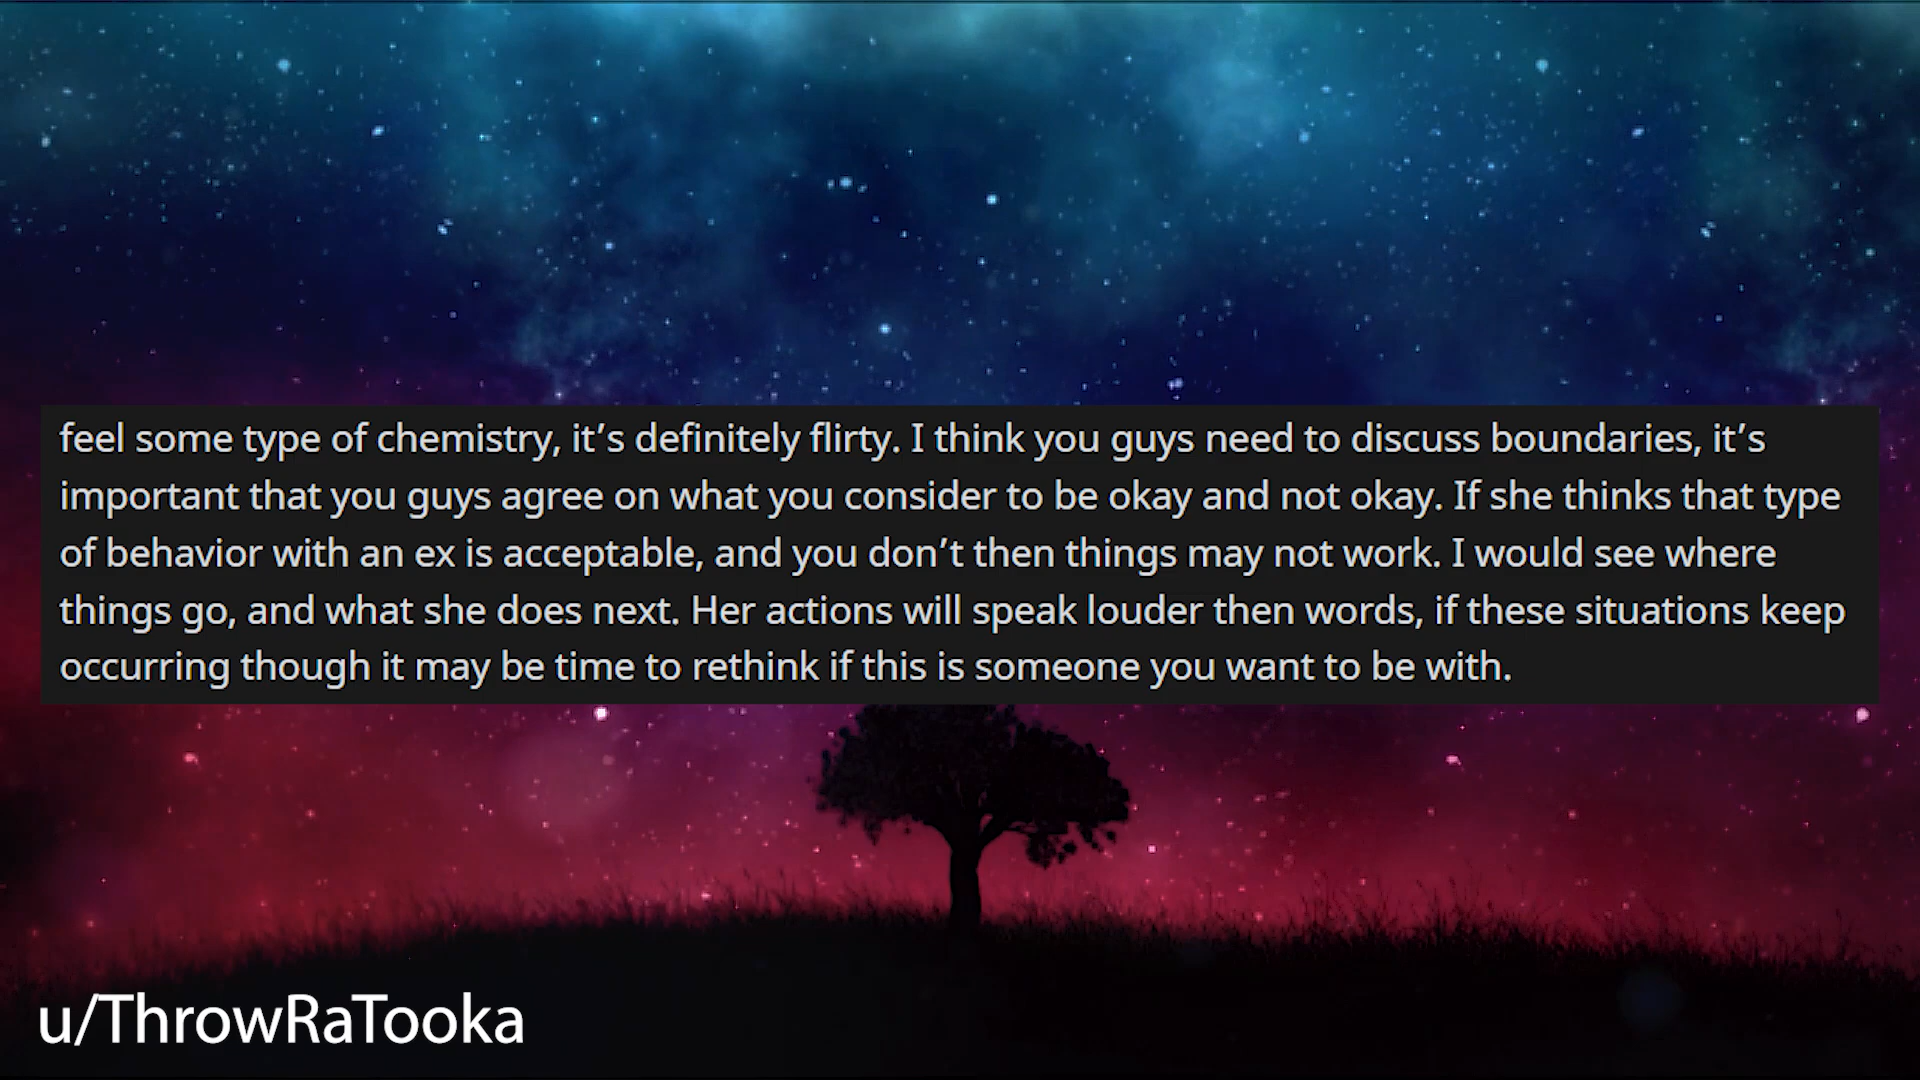 feel some type of chemistry, it’s definitely flirty. I think you guys need to discuss boundaries, it’s
important that you guys agree on what you consider to be okay and not okay. If she thinks that type
of behavior with an ex is acceptable, and you don’t then things may not work. I would see where
things go, and what she does next. Her actions will speak louder then words, if these situations keep
occurring though it may be time to rethink if this is someone you want to be with.
u/ThrowRaTooka